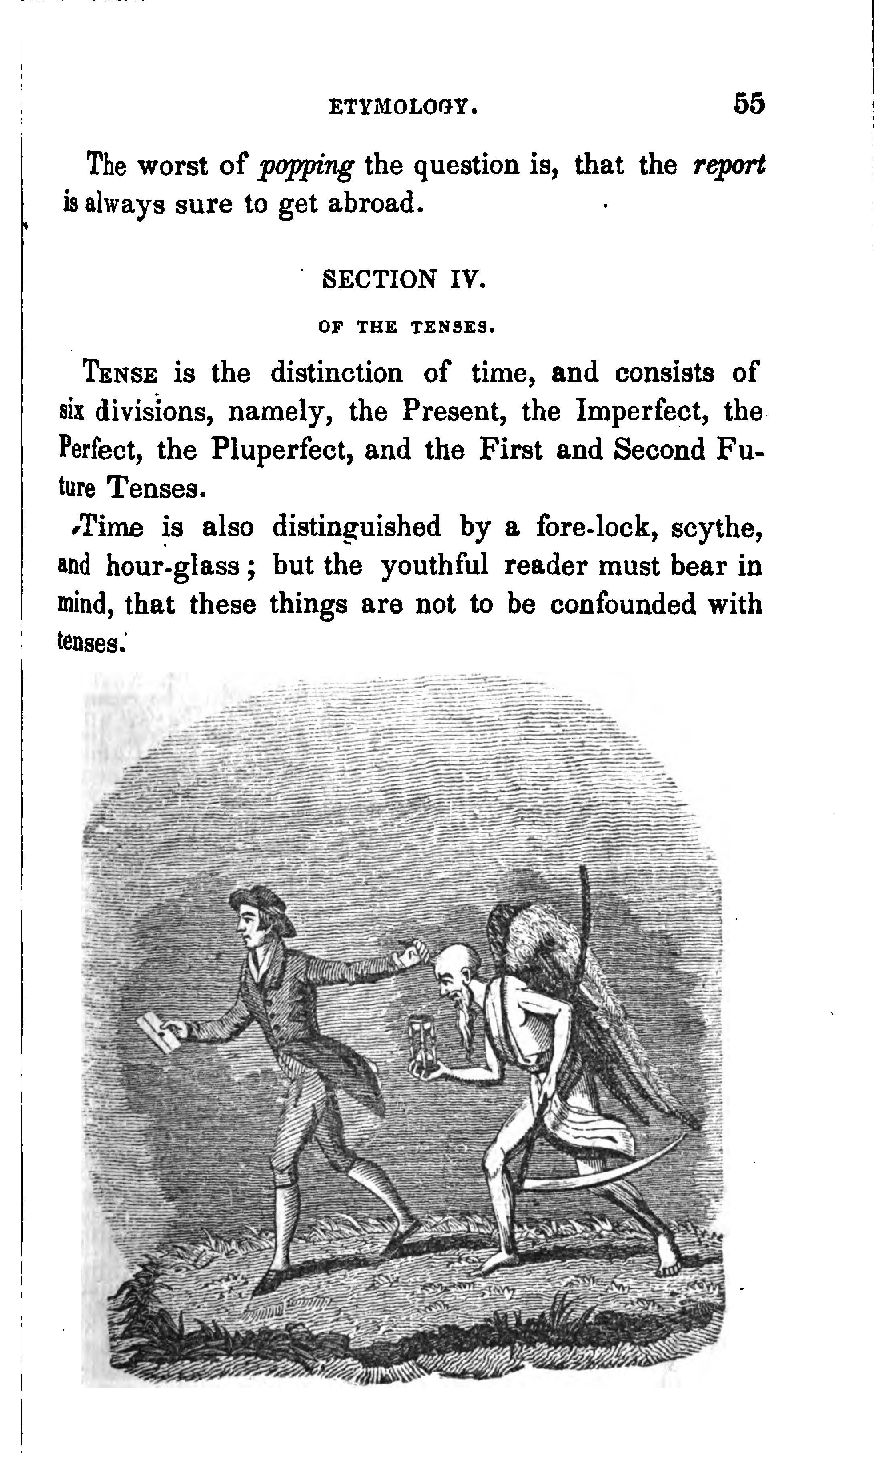 ETYMOLOGY. 55
The worst of popping the question is, that the report
is always sure to get abroad.
SECTION IV.
OF THE TENSES.
TENSE is the distinction of time, and consists of
six divisions, namely, the Present, the Imperfect, the
Perfect, the Pluperfect, and the First and Second Fu-
ture Tenses.
Time is also distinguished by a fore-lock, scythe,
and hour-glass ; but the youthful reader must bear in
mind, that these things are not to be confounded with
tenses.